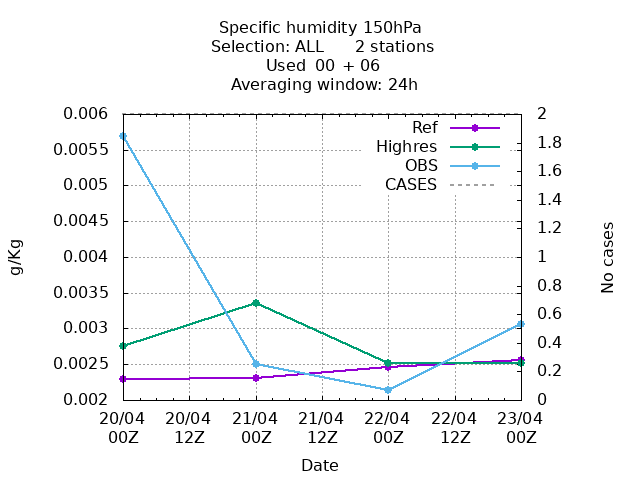 Specific humidity 150hPa
Selection: ALL 2 stations
Used 00 + 06
Averaging window: 24h
0.006
0.0055
0.005
0.0045
0.004
0.0035
0.003
0.0025
0.002
g/Kg
2
1.8
1.6
1.4
1.2
1
0.8
0.6
0.4
0.2
0
No cases
Ref
Highres
OBS
CASES
20/04 20/04 21/04 21/04 22/04 22/04 23/04
00Z 12Z 00Z 12Z 00Z 12Z 00Z
Date